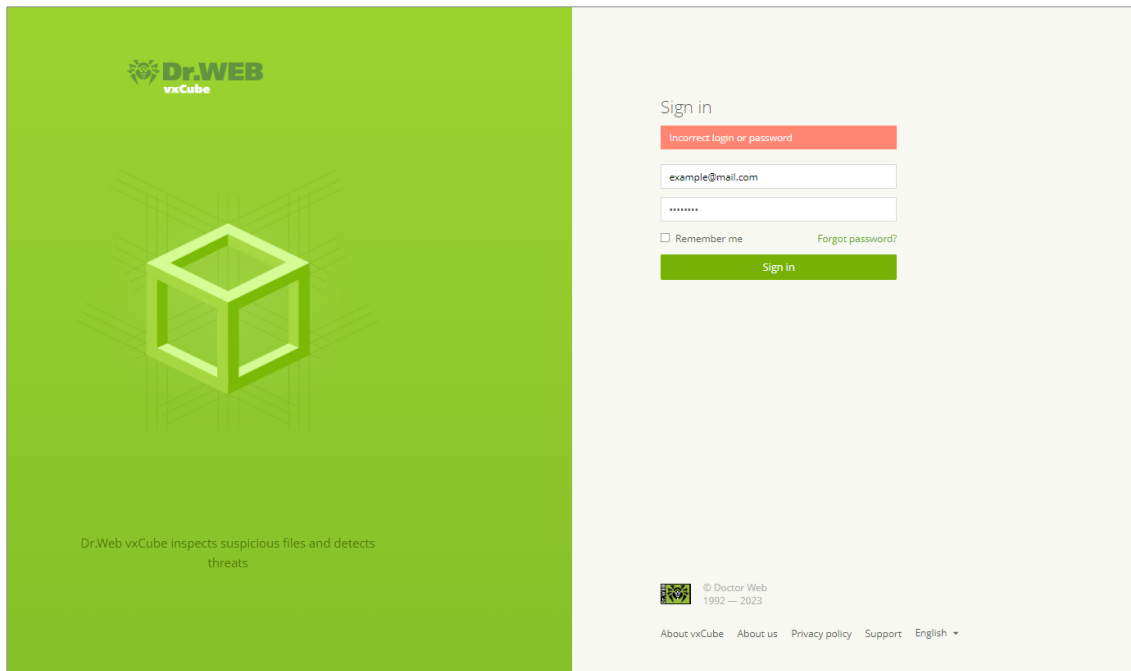 Dr.WEB
vxCube
Dr.Web vxCube inspects suspicious files and detects
threats
Sign in
Incorrect login or password
example@mail.com
••••••••
Remember me
Forgot password?
Sign in
© Doctor Web
1992 — 2023
About vxCube
About us
Privacy policy
Support
English